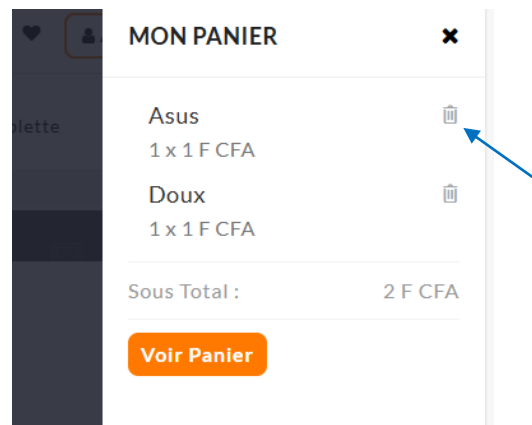 MON PANIER
Asus
1 x 1 F CFA
Doux
1 x 1 F CFA
Sous Total : 2 F CFA
Voir Panier